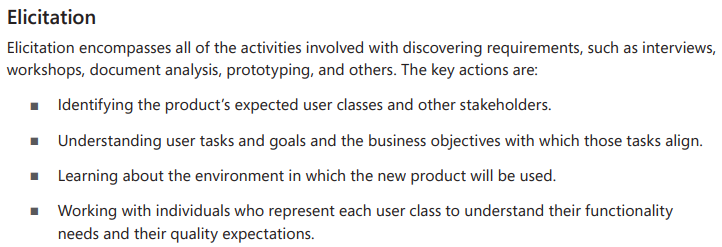 Elicitation
Elicitation encompasses all of the activities involved with discovering requirements, such as interviews,
workshops, document analysis, prototyping, and others. The key actions are:
■ Identifying the product’s expected user classes and other stakeholders.
■ Understanding user tasks and goals and the business objectives with which those tasks align.
■ Learning about the environment in which the new product will be used.
■ Working with individuals who represent each user class to understand their functionality
needs and their quality expectations.